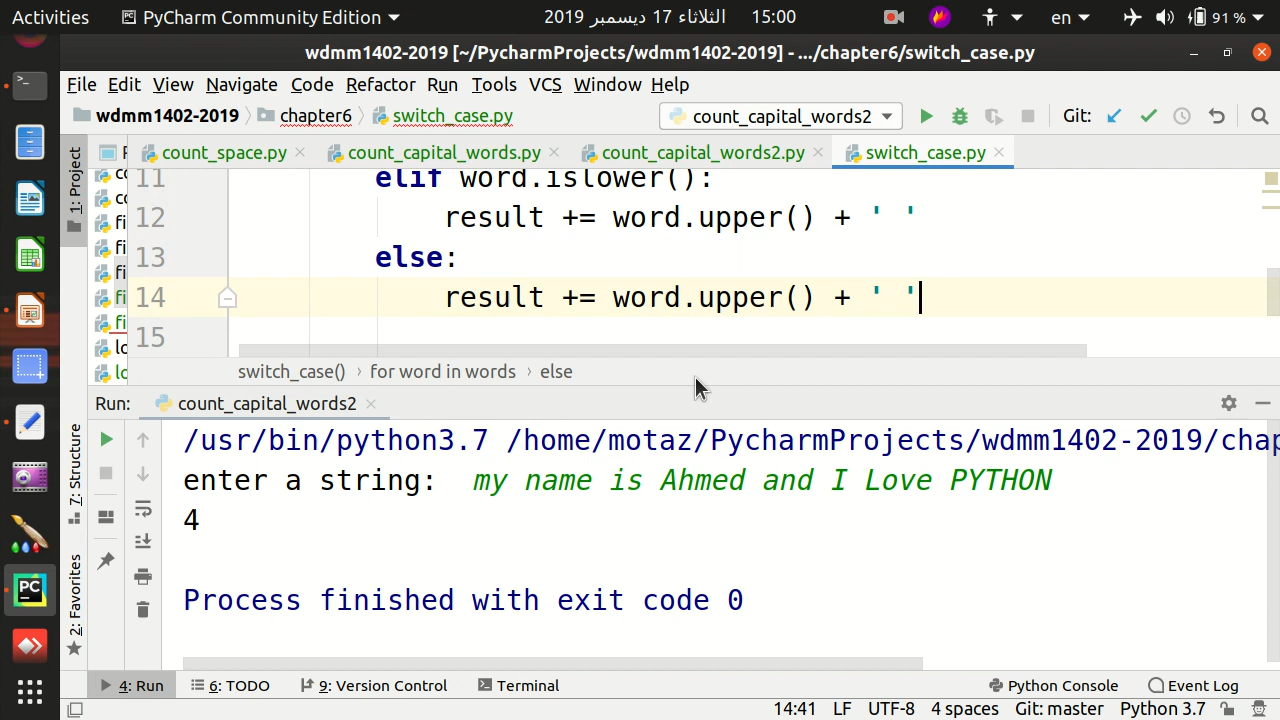 Activities PyCharm Community Edition 2019 الثلاثاء 17 ديسمبر 15:00 en 91 %
wdmm1402-2019 [~/PycharmProjects/wdmm1402-2019] - .../chapter6/switch_case.py
File Edit View Navigate Code Refactor Run Tools VCS Window Help
wdmm1402-2019 chapter6 switch_case.py count_capital_words2 Git:
1: Project count_space.py count_capital_words.py count_capital_words2.py switch_case.py
11 elif word.islower():
12 result += word.upper() + ' '
13 else:
14 result += word.upper() + ' '
15
switch_case() › for word in words › else
Run: count_capital_words2
/usr/bin/python3.7 /home/motaz/PycharmProjects/wdmm1402-2019/chap
enter a string: my name is Ahmed and I Love PYTHON
4
Process finished with exit code 0
7: Structure
2: Favorites
4: Run 6: TODO 9: Version Control Terminal Python Console Event Log
14:41 LF UTF-8 4 spaces Git: master Python 3.7